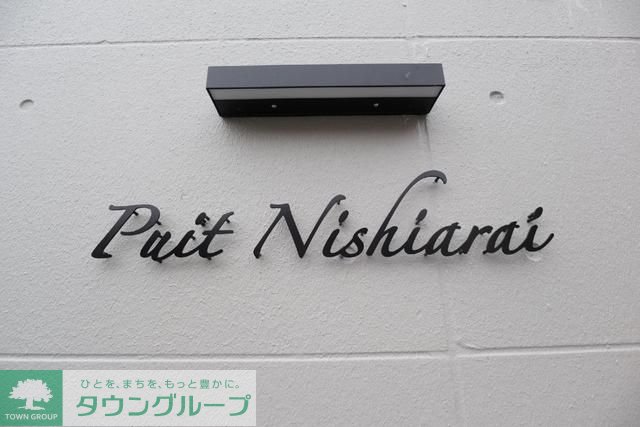 Puit Nishiarai
ひとを、まちを、もっと豊かに。
タウングループ
TOWN GROUP